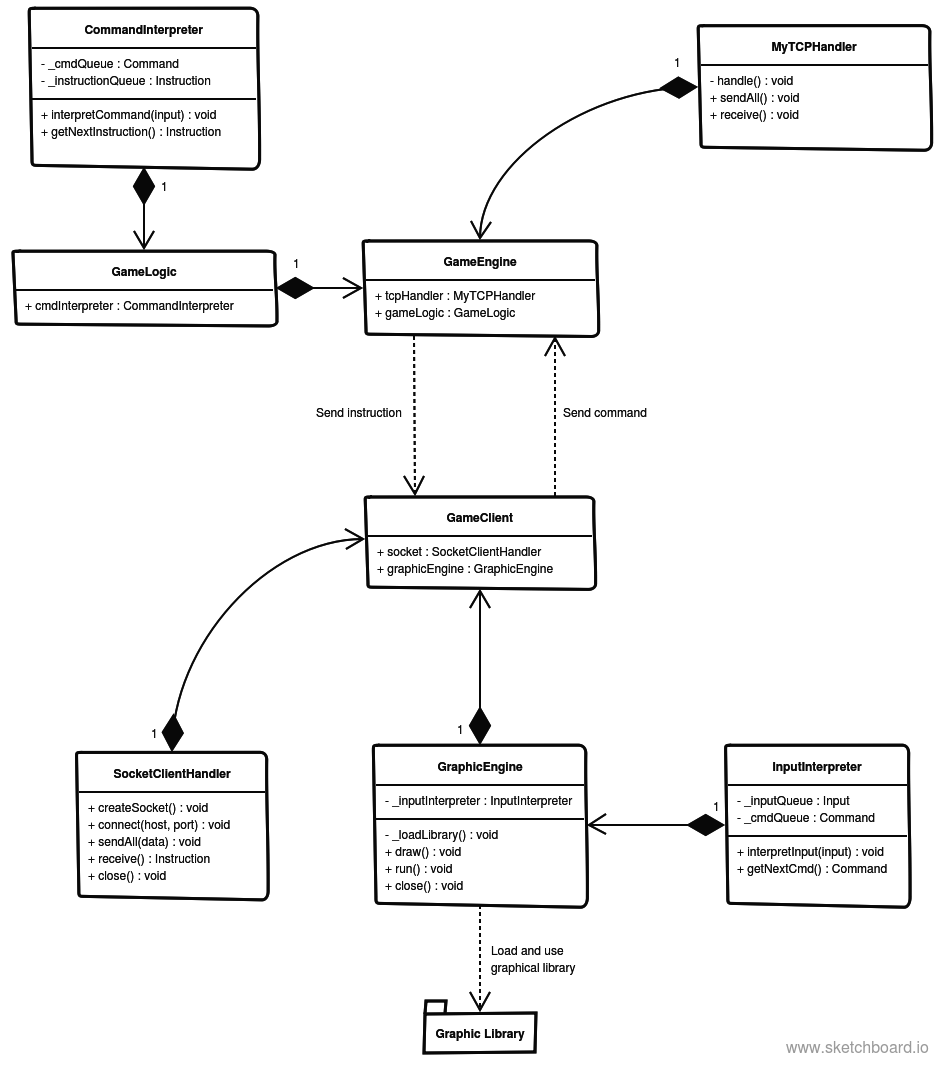 CommandInterpreter
- _cmdQueue : Command
- _instructionQueue : Instruction
+ interpretCommand(input) : void
+ getNextInstruction() : Instruction
1
MyTCPHandler
- handle() : void
+ sendAll() : void
+ receive() : void
1
GameLogic
+ cmdInterpreter : CommandInterpreter
1
GameEngine
+ tcpHandler : MyTCPHandler
+ gameLogic : GameLogic
Send instruction
Send command
GameClient
+ socket : SocketClientHandler
+ graphicEngine : GraphicEngine
1
SocketClientHandler
+ createSocket() : void
+ connect(host, port) : void
+ sendAll(data) : void
+ receive() : Instruction
+ close() : void
1
GraphicEngine
- _inputInterpreter : InputInterpreter
- _loadLibrary() : void
+ draw() : void
+ run() : void
+ close() : void
1
InputInterpreter
- _inputQueue : Input
- _cmdQueue : Command
+ interpretInput(input) : void
+ getNextCmd() : Command
Load and use
graphical library
Graphic Library
www.sketchboard.io